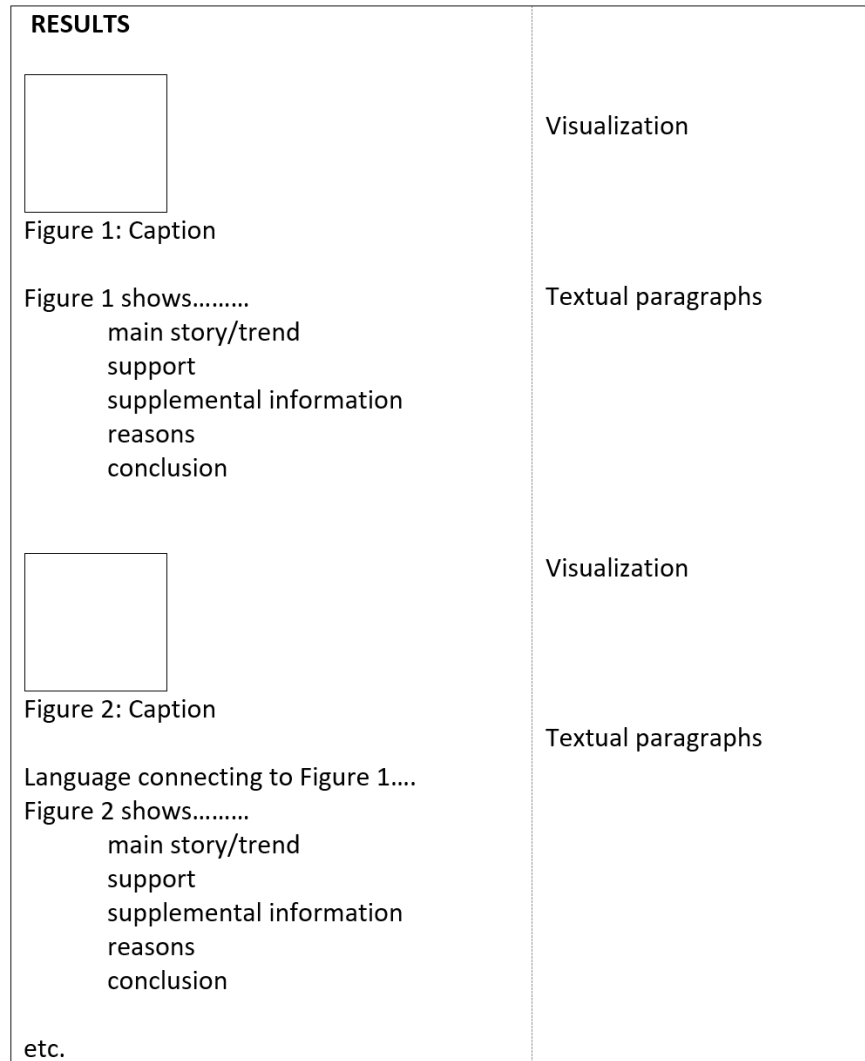 RESULTS
Visualization
Figure 1: Caption
Figure 1 shows.........
Textual paragraphs
main story/trend
support
supplemental information
reasons
conclusion
Visualization
Figure 2: Caption
Textual paragraphs
Language connecting to Figure 1....
Figure 2 shows.........
main story/trend
support
supplemental information
reasons
conclusion
etc.